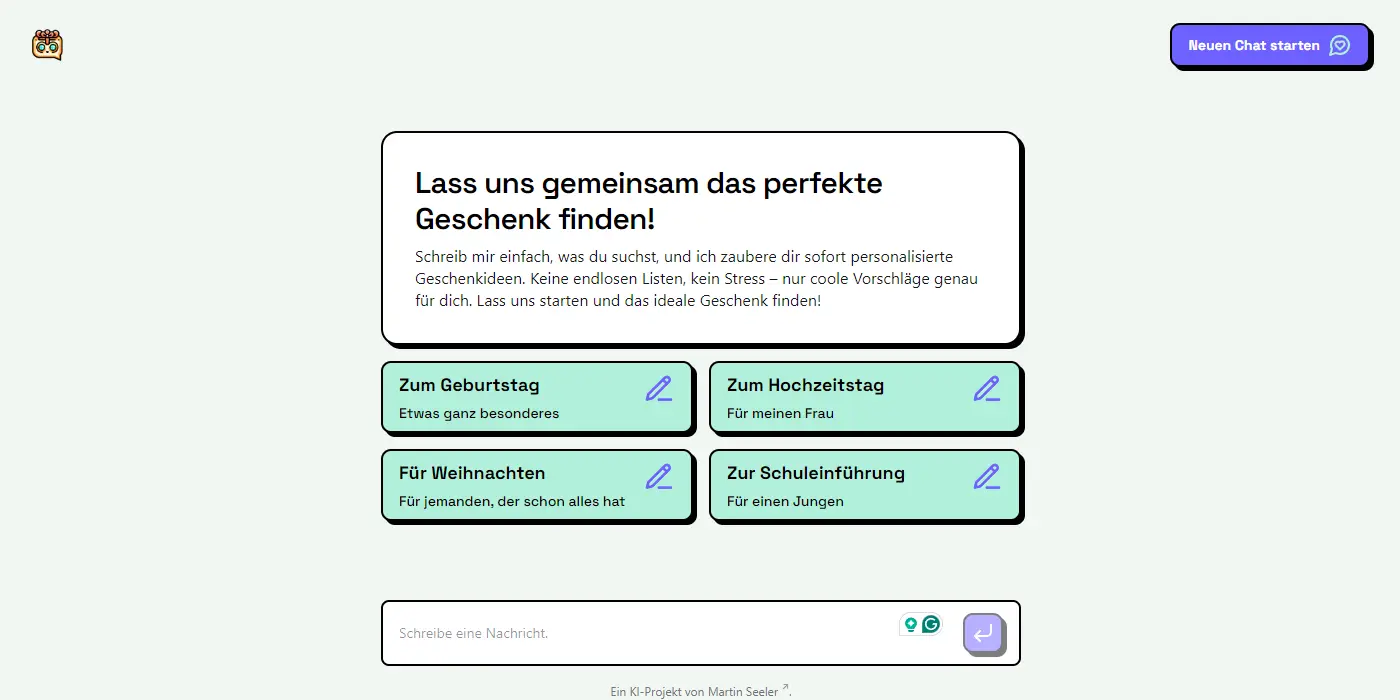 Neuen Chat starten
Lass uns gemeinsam das perfekte
Geschenk finden!
Schreib mir einfach, was du suchst, und ich zaubere dir sofort personalisierte
Geschenkideen. Keine endlosen Listen, kein Stress – nur coole Vorschläge genau
für dich. Lass uns starten und das ideale Geschenk finden!
Zum Geburtstag
Etwas ganz besonderes
Zum Hochzeitstag
Für meinen Frau
Für Weihnachten
Für jemanden, der schon alles hat
Zur Schuleinführung
Für einen Jungen
Schreibe eine Nachricht.
Ein KI-Projekt von Martin Seeler ↗.